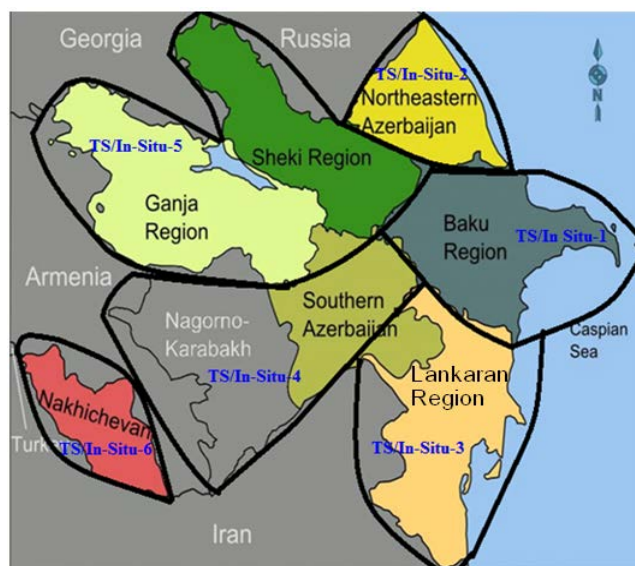 Georgia
Russia
TS/In-Situ-2
Northeastern
Azerbaijan
N
TS/In-Situ-5
Sheki Region
Ganja
Region
Baku
Region
TS/In Situ-1
Armenia
Southern
Azerbaijan
Nagorno-
Karabakh
Caspian
Sea
TS/In-Situ-4
Lankaran
Region
Nakhichevan
TS/In-Situ-3
TS/In-Situ-6
Iran